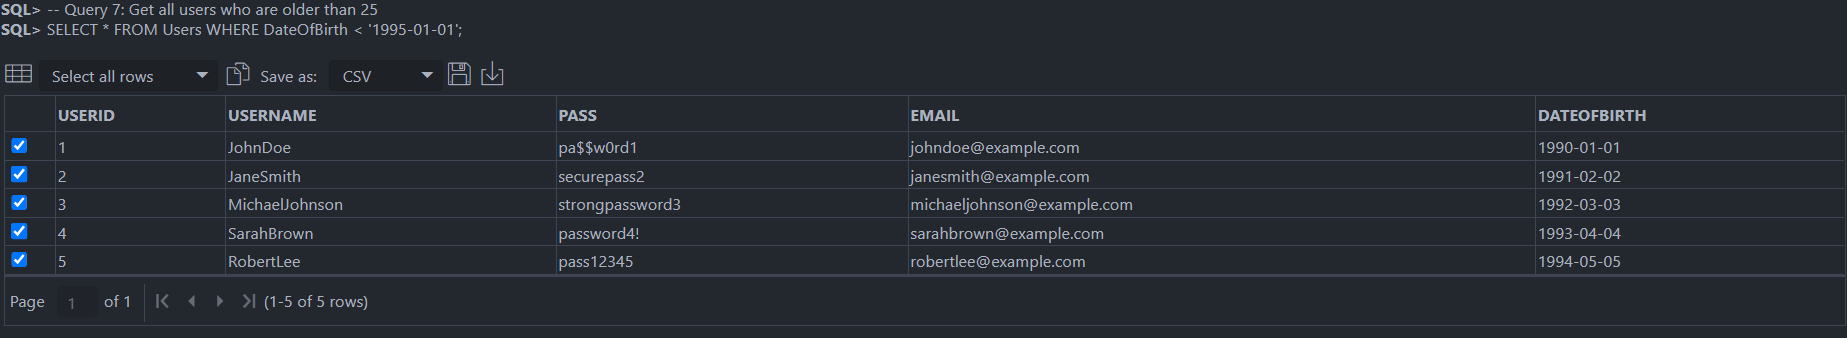 SQL> -- Query 7: Get all users who are older than 25
SQL> SELECT * FROM Users WHERE DateOfBirth < '1995-01-01';
Select all rows Save as: CSV
USERID USERNAME PASS EMAIL DATEOFBIRTH
1 JohnDoe pa$$w0rd1 johndoe@example.com 1990-01-01
2 JaneSmith securepass2 janesmith@example.com 1991-02-02
3 MichaelJohnson strongpassword3 michaeljohnson@example.com 1992-03-03
4 SarahBrown password4! sarahbrown@example.com 1993-04-04
5 RobertLee pass12345 robertlee@example.com 1994-05-05
Page 1 of 1 (1-5 of 5 rows)